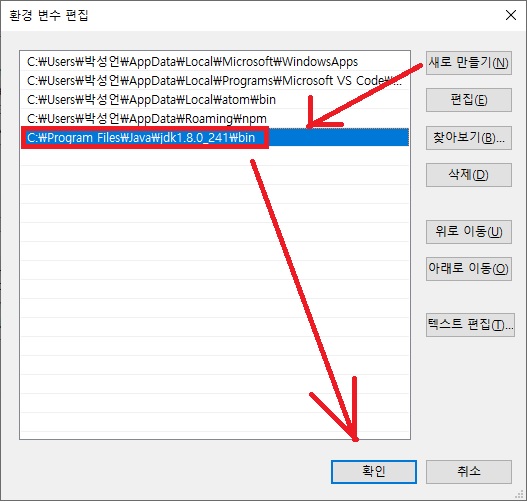 환경 변수 편집
C:\Users\박성언\AppData\Local\Microsoft\WindowsApps
C:\Users\박성언\AppData\Local\Programs\Microsoft VS Code\...
C:\Users\박성언\AppData\Local\atom\bin
C:\Users\박성언\AppData\Roaming\npm
C:\Program Files\Java\jdk1.8.0_241\bin
새로 만들기(N)
편집(E)
찾아보기(B)...
삭제(D)
위로 이동(U)
아래로 이동(O)
텍스트 편집(T)...
확인
취소